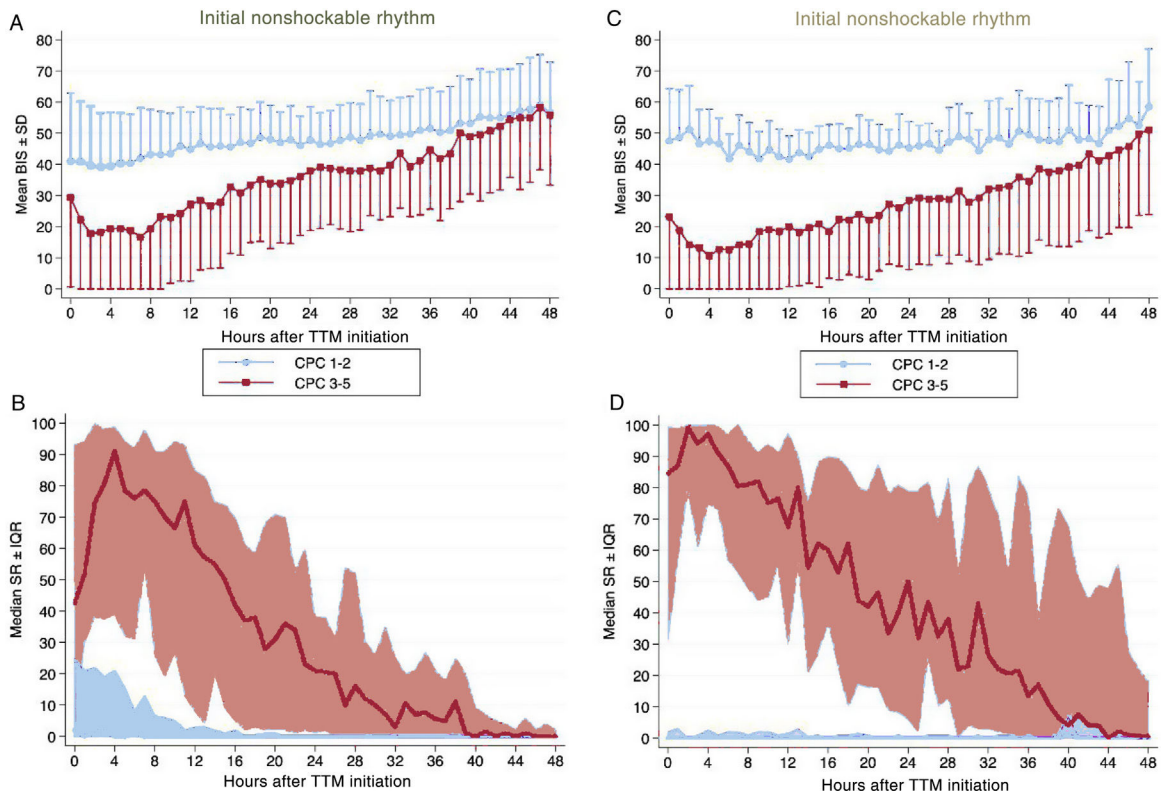 A
Initial nonshockable rhythm
Mean BIS ± SD
80
70
60
50
40
30
20
10
0
0 4 8 12 16 20 24 28 32 36 40 44 48
Hours after TTM initiation
CPC 1-2
CPC 3-5
C
Initial nonshockable rhythm
Mean BIS ± SD
80
70
60
50
40
30
20
10
0
0 4 8 12 16 20 24 28 32 36 40 44 48
Hours after TTM initiation
CPC 1-2
CPC 3-5
B
Median SR ± IQR
100
90
80
70
60
50
40
30
20
10
0
0 4 8 12 16 20 24 28 32 36 40 44 48
Hours after TTM initiation
D
Median SR ± IQR
100
90
80
70
60
50
40
30
20
10
0
0 4 8 12 16 20 24 28 32 36 40 44 48
Hours after TTM initiation